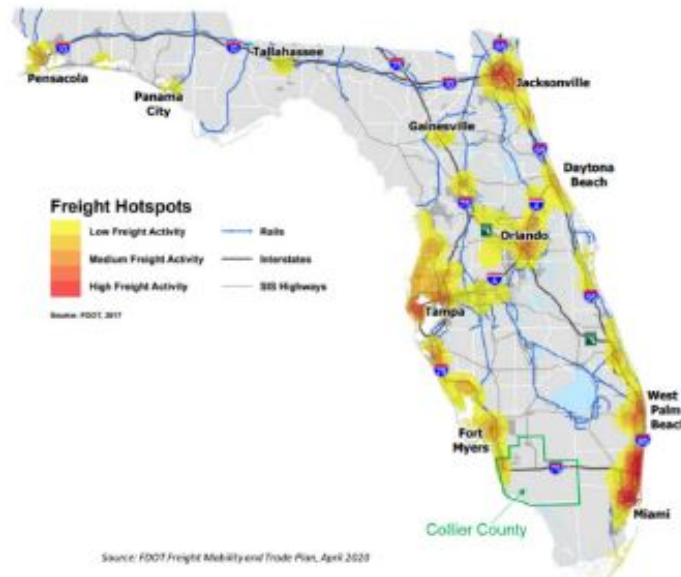 Tallahassee
Pensacola
Panama
City
Jacksonville
Gainesville
Daytona
Beach
Orlando
Tampa
Freight Hotspots
Low Freight Activity
Medium Freight Activity
High Freight Activity
Rails
Interstates
SIS Highways
Source: FDOT, 2017
West
Palm
Beach
Fort
Myers
Miami
Collier County
Source: FDOT Freight Mobility and Trade Plan, April 2020